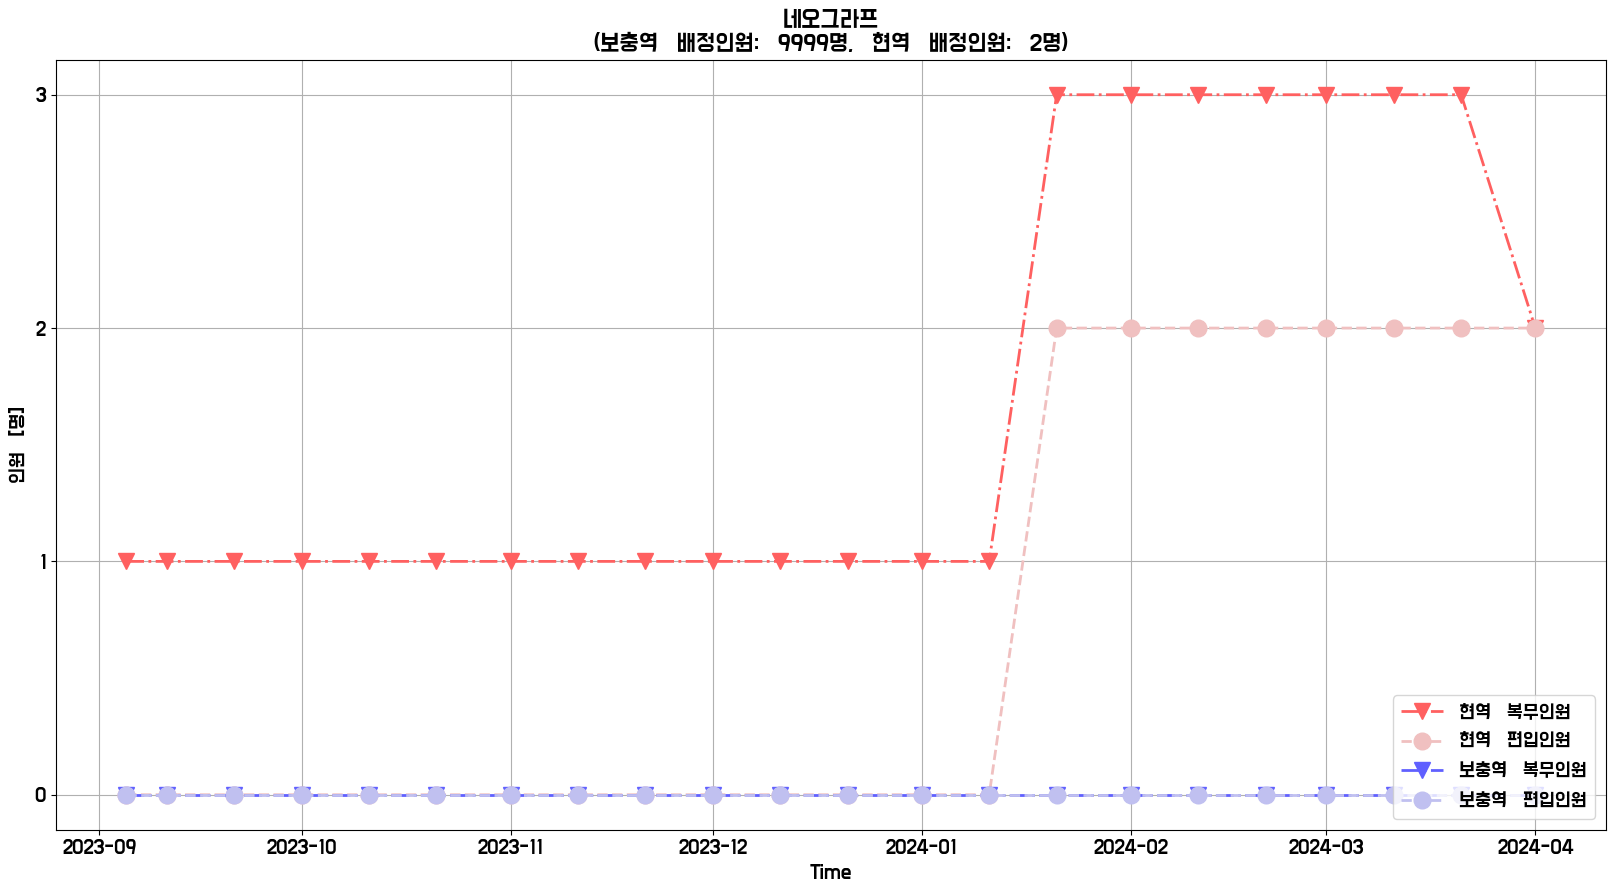 네오그라프
(보충역 배정인원: 9999명, 현역 배정인원: 2명)
3
2
1
0
인원 [명]
2023-09 2023-10 2023-11 2023-12 2024-01 2024-02 2024-03 2024-04
Time
현역 복무인원
현역 편입인원
보충역 복무인원
보충역 편입인원